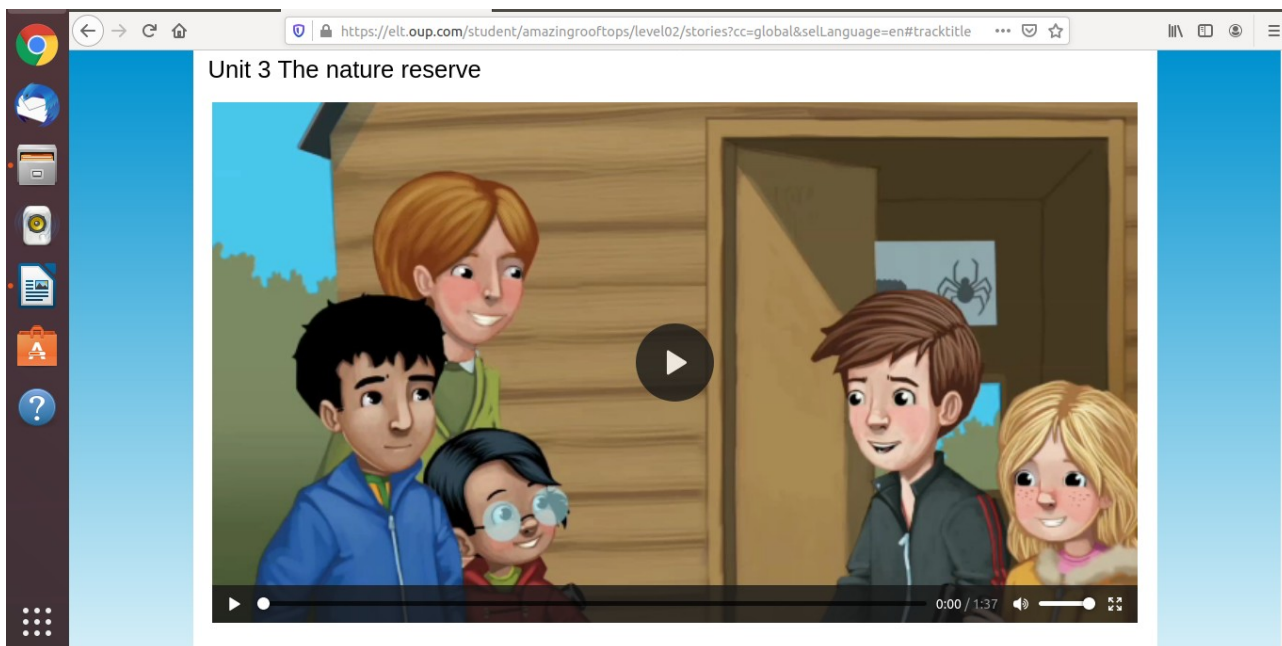 https://elt.oup.com/student/amazingrooftops/level02/stories?cc=global&selLanguage=en#tracktitle
Unit 3 The nature reserve
0:00 / 1:37